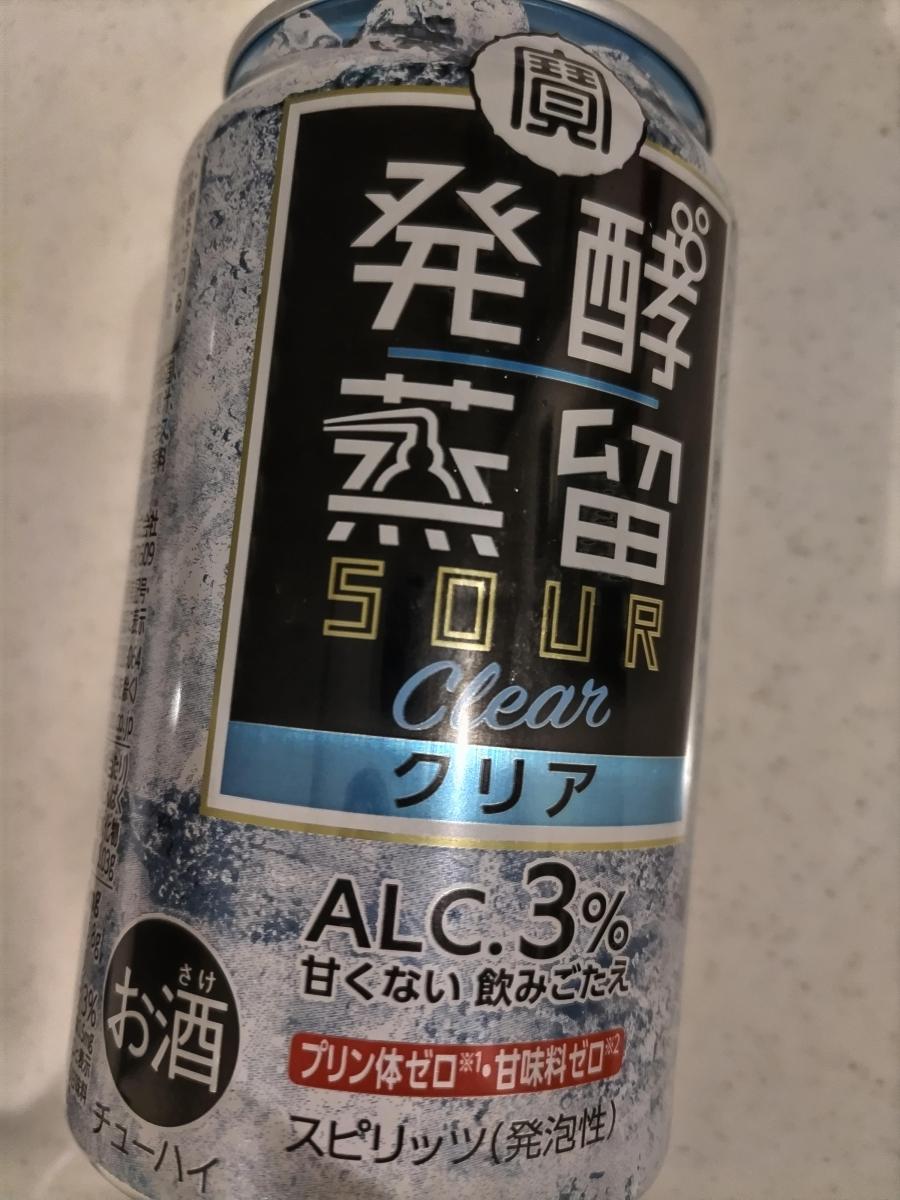 寳
発酵
蒸留
SOUR
Clear
クリア
ALC.3%
甘くない 飲みごたえ
プリン体ゼロ※1・甘味料ゼロ※2
スピリッツ(発泡性)
さけ
お酒
チューハイ